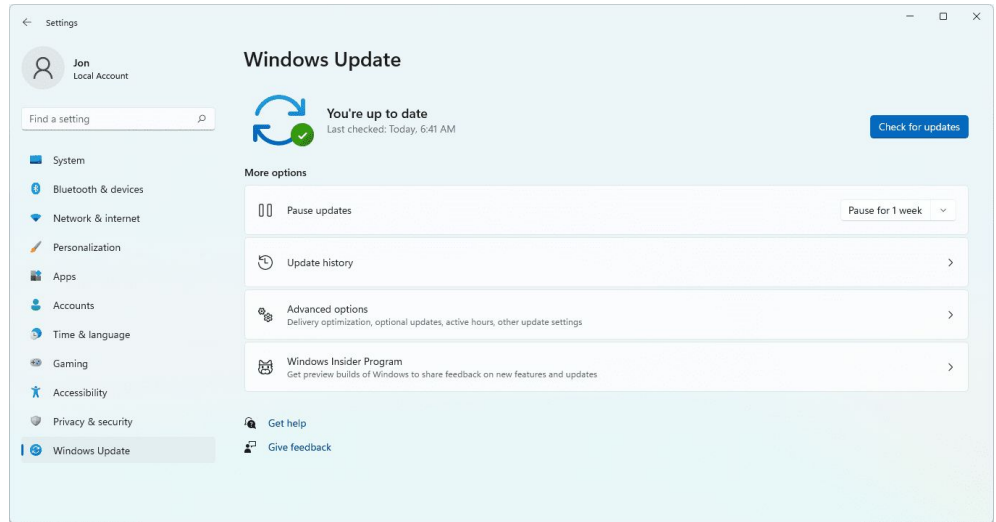 Settings
Jon
Local Account
Find a setting
System
Bluetooth & devices
Network & internet
Personalization
Apps
Accounts
Time & language
Gaming
Accessibility
Privacy & security
Windows Update
Windows Update
You're up to date
Last checked: Today, 6:41 AM
Check for updates
More options
Pause updates
Pause for 1 week
Update history
Advanced options
Delivery optimization, optional updates, active hours, other update settings
Windows Insider Program
Get preview builds of Windows to share feedback on new features and updates
Get help
Give feedback